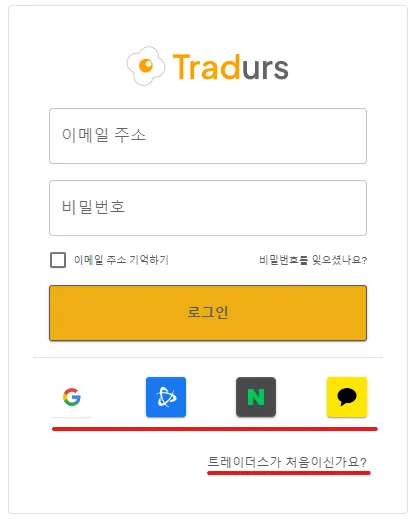 Tradurs
이메일 주소
비밀번호
이메일 주소 기억하기 비밀번호를 잊으셨나요?
로그인
G N
트레이더스가 처음이신가요?